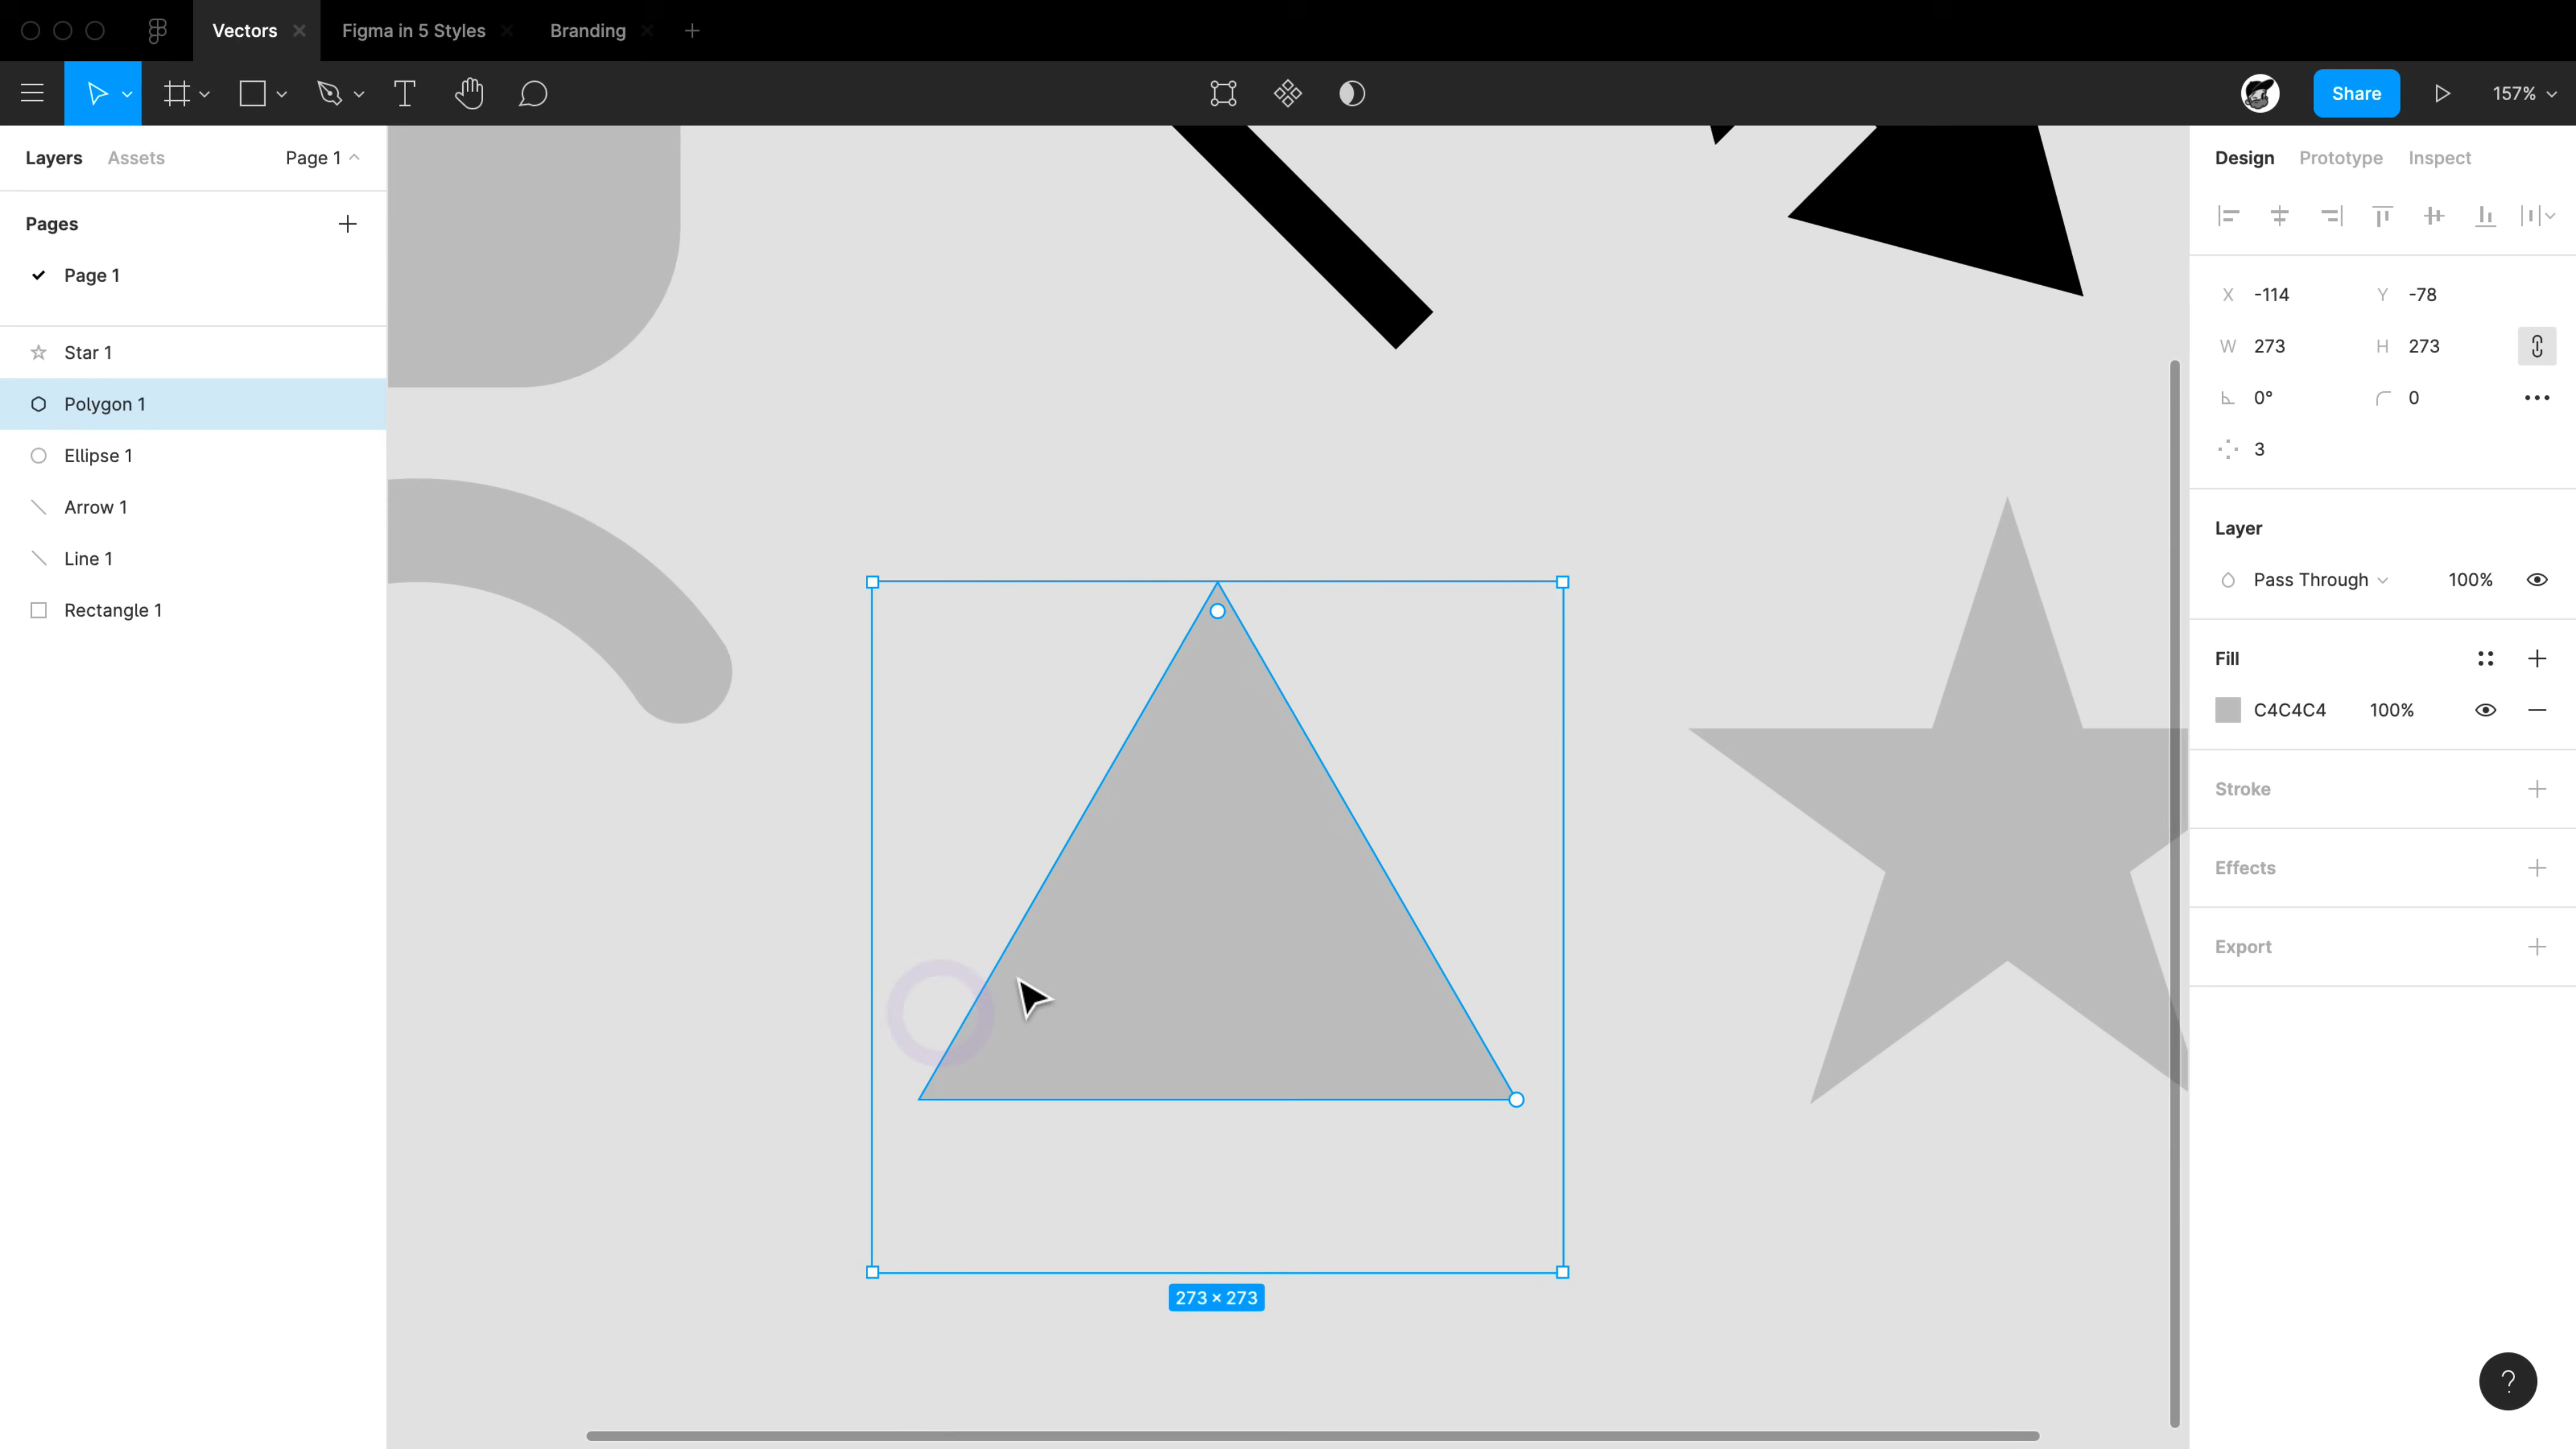 Vectors
Figma in 5 Styles
Branding
Share
157%
Layers
Assets
Page 1
Pages
Page 1
Star 1
Polygon 1
Ellipse 1
Arrow 1
Line 1
Rectangle 1
273 × 273
Design
Prototype
Inspect
X -114
Y -78
W 273
H 273
0°
0
3
Layer
Pass Through
100%
Fill
C4C4C4
100%
Stroke
Effects
Export
?